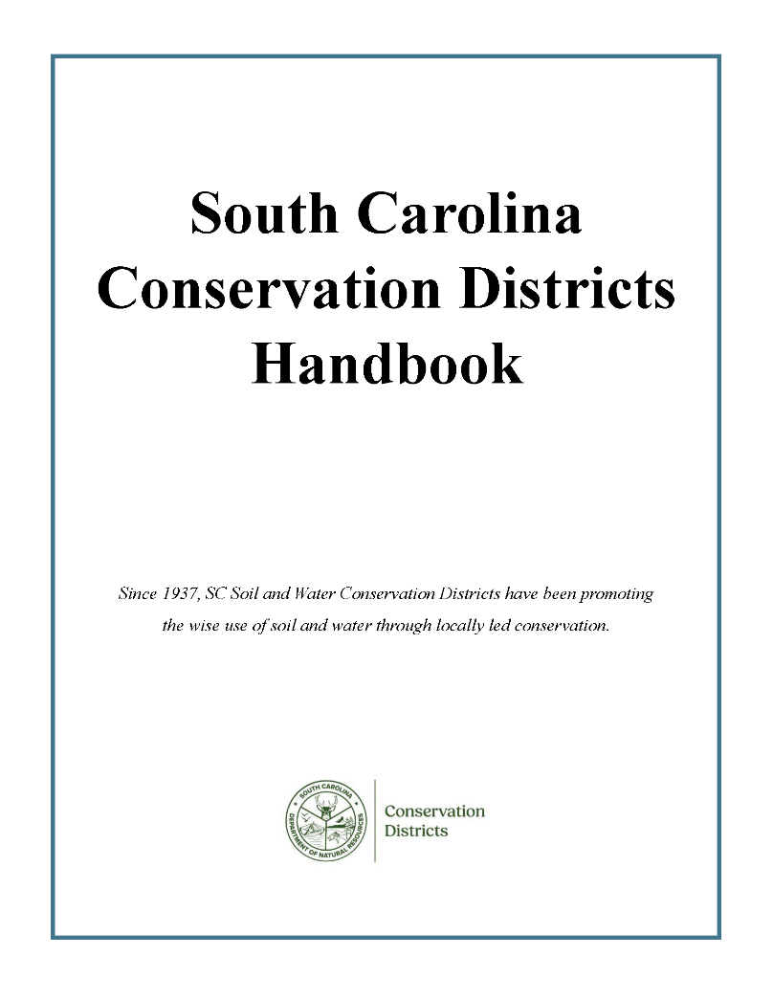 South Carolina
Conservation Districts
Handbook
Since 1937, SC Soil and Water Conservation Districts have been promoting
the wise use of soil and water through locally led conservation.
SOUTH CAROLINA
DEPARTMENT OF NATURAL RESOURCES
Conservation
Districts